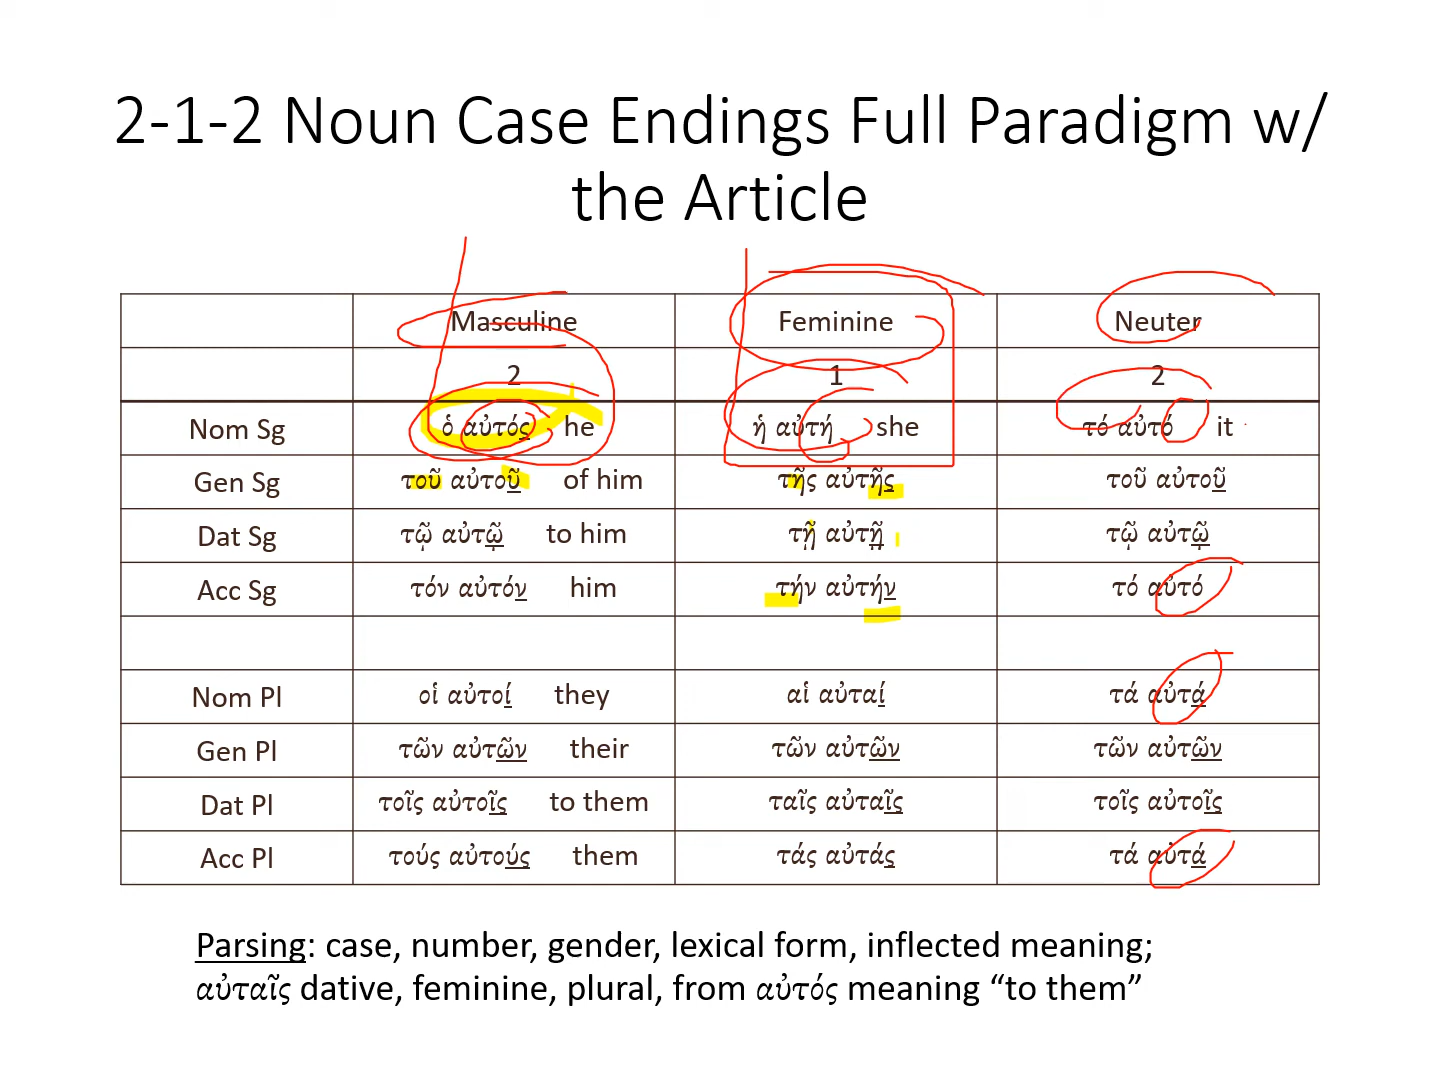 2-1-2 Noun Case Endings Full Paradigm w/
the Article
Masculine Feminine Neuter
2 1 2
Nom Sg ὁ αὐτός he ἡ αὐτή she τό αὐτό it
Gen Sg τοῦ αὐτοῦ of him τῆς αὐτῆς τοῦ αὐτοῦ
Dat Sg τῷ αὐτῷ to him τῇ αὐτῇ τῷ αὐτῷ
Acc Sg τόν αὐτόν him τήν αὐτήν τό αὐτό
Nom Pl οἱ αὐτοί they αἱ αὐταί τά αὐτά
Gen Pl τῶν αὐτῶν their τῶν αὐτῶν τῶν αὐτῶν
Dat Pl τοῖς αὐτοῖς to them ταῖς αὐταῖς τοῖς αὐτοῖς
Acc Pl τούς αὐτούς them τάς αὐτάς τά αὐτά
Parsing: case, number, gender, lexical form, inflected meaning;
αὐταῖς dative, feminine, plural, from αὐτός meaning “to them”